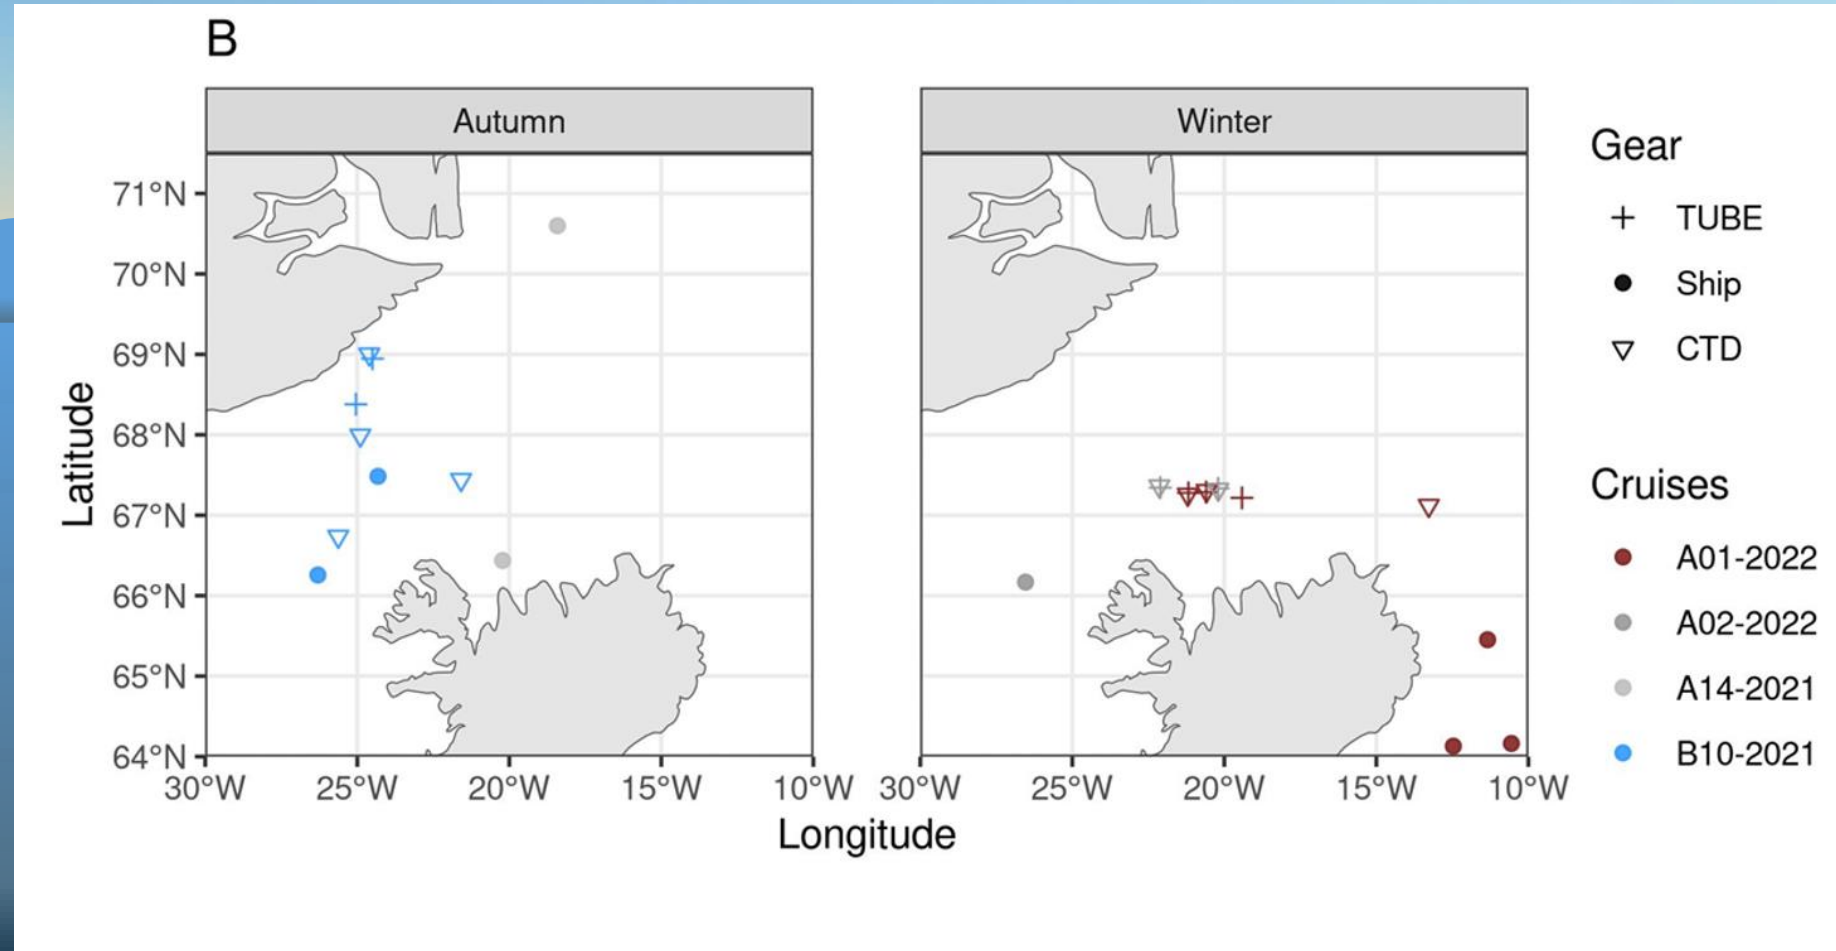 B
Autumn
Winter
71°N
70°N
69°N
68°N
67°N
66°N
65°N
64°N
Latitude
30°W 25°W 20°W 15°W 10°W
30°W 25°W 20°W 15°W 10°W
Longitude
Gear
TUBE
Ship
CTD
Cruises
A01-2022
A02-2022
A14-2021
B10-2021